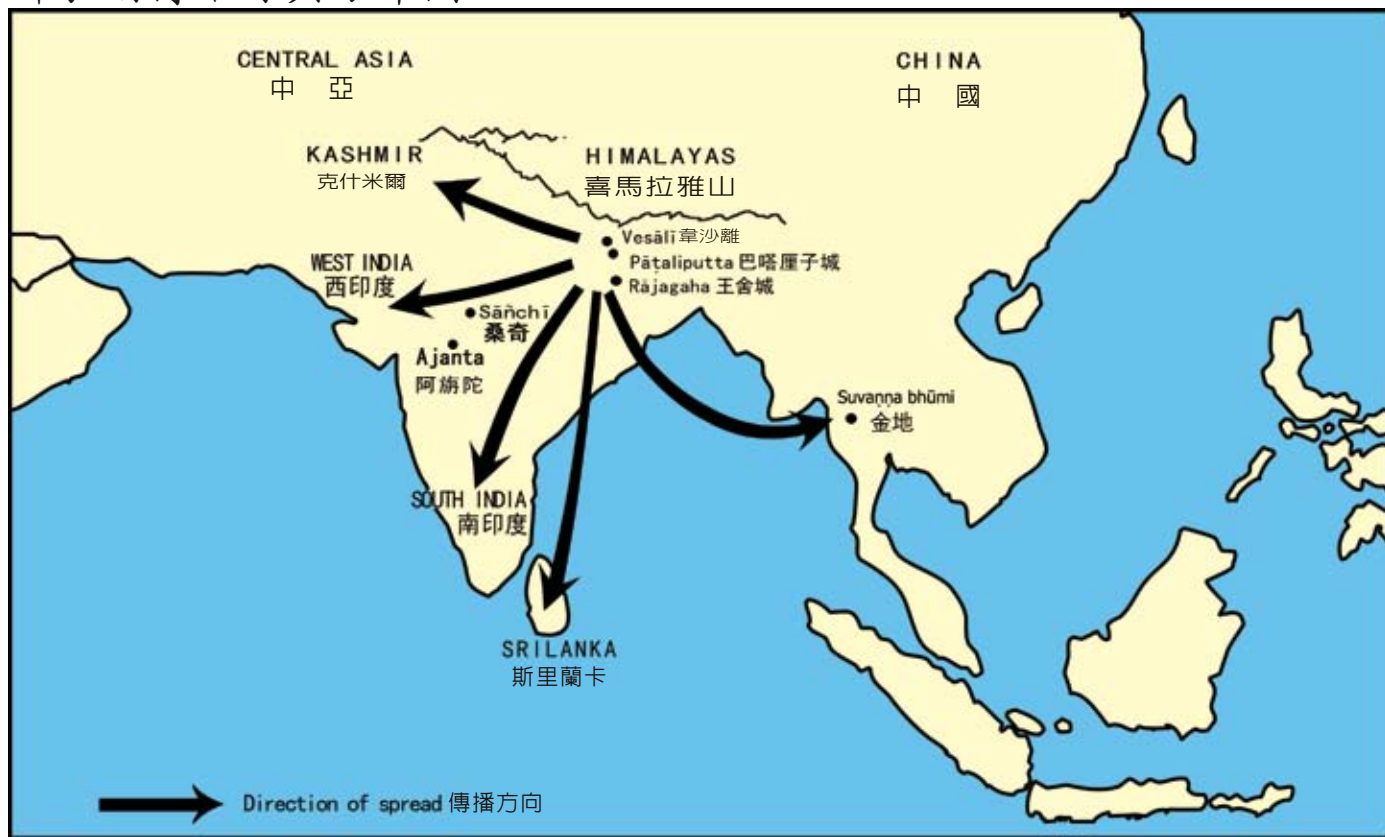 CENTRAL ASIA
中 亞
CHINA
中 國
KASHMIR
克什米爾
HIMALAYAS
喜馬拉雅山
Vesālī 韋沙離
Pāṭaliputta 巴嗒厘子城
Rājagaha 王舍城
WEST INDIA
西印度
Sāñchī
桑奇
Ajanta
阿旃陀
Suvaṇṇa bhūmi
金地
SOUTH INDIA
南印度
SRILANKA
斯里蘭卡
Direction of spread 傳播方向